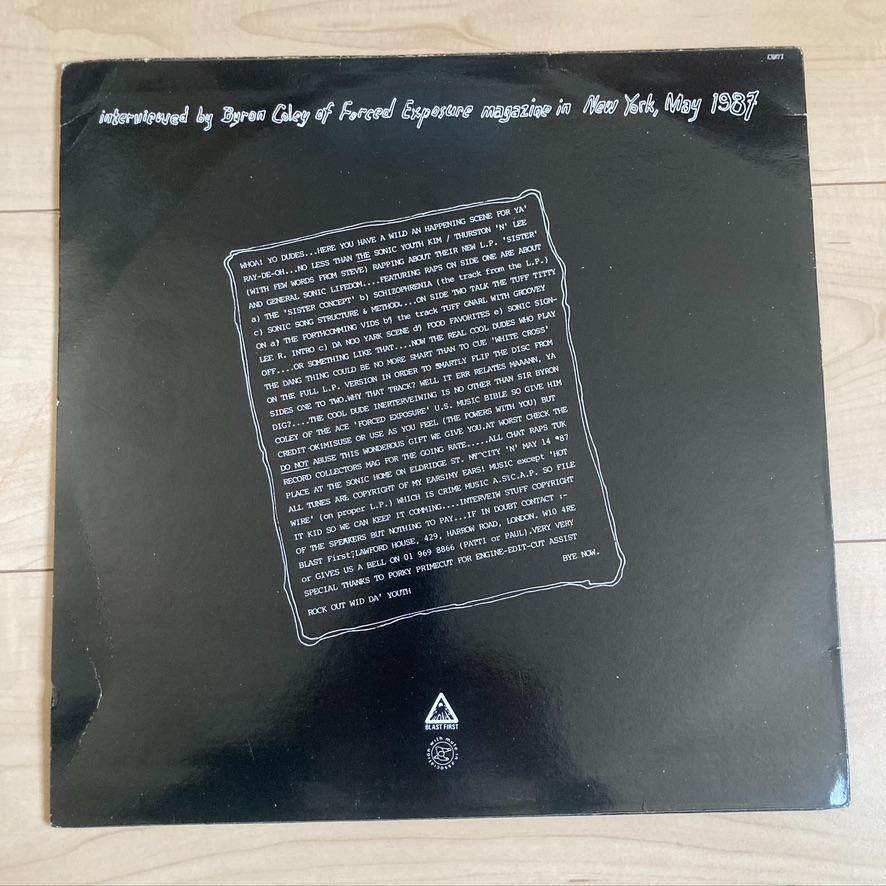 interviewed by Byron Coley of Forced Exposure magazine in New York, May 1987
WHOA! YO DUDES...HERE YOU HAVE A WILD AN HAPPENING SCENE FOR YA'
RAY-DE-OH...NO LESS THAN THE SONIC YOUTH KIM / THURSTON 'N' LEE
(WITH FEW WORDS FROM STEVE) RAPPING ABOUT THEIR NEW L.P. 'SISTER'
AND GENERAL SONIC LIFEDOM....FEATURING RAPS ON SIDE ONE ARE ABOUT
a) THE 'SISTER CONCEPT' b) SCHIZOPHRENIA (the track from the L.P.)
c) SONIC SONG STRUCTURE & METHOD....ON SIDE TWO TALK THE TUFF TITTY
ON a) THE FORTHCOMMING VIDS b) the track TUFF GNARL WITH GROOVEY
LEE R. INTRO c) DA NOO YARK SCENE d) FOOD FAVORITES e) SONIC SIGN-
OFF....OR SOMETHING LIKE THAT....NOW THE REAL COOL DUDES WHO PLAY
THE DANG THING COULD BE NO MORE SMART THAN TO CUE 'WHITE CROSS'
ON THE FULL L.P. VERSION IN ORDER TO SMARTLY FLIP THE DISC FROM
SIDES ONE TO TWO.WHY THAT TRACK? WELL IT ERR RELATES MAAANN, YA
DIG?....THE COOL DUDE INERTERVEIWING IS NO OTHER THAN SIR BYRON
COLEY OF THE ACE 'FORCED EXPOSURE' U.S. MUSIC BIBLE SO GIVE HIM
CREDIT OK!MISUSE OR USE AS YOU FEEL (THE POWERS WITH YOU) BUT
DO NOT ABUSE THIS WONDEROUS GIFT WE GIVE YOU.AT WORST CHECK THE
RECORD COLLECTORS MAG FOR THE GOING RATE.....ALL CHAT RAPS TUK
PLACE AT THE SONIC HOME ON ELDRIDGE ST. NY CITY 'N' MAY 14 '87
ALL TUNES ARE COPYRIGHT OF MY EARS!MY EARS! MUSIC except 'HOT
WIRE' (on proper L.P.) WHICH IS CRIME MUSIC A.S.C.A.P. SO FILE
IT KID SO WE CAN KEEP IT COMMING....INTERVEIW STUFF COPYRIGHT
OF THE SPEAKERS BUT NOTHING TO PAY...IF IN DOUBT CONTACT :-
BLAST First,LAWFORD HOUSE, 429, HARROW ROAD, LONDON. W10 4RE
or GIVES US A BELL ON 01 969 8866 (PATTI or PAUL).VERY VERY
SPECIAL THANKS TO PORKY PRIMECUT FOR ENGINE-EDIT-CUT ASSIST
BYE NOW.
ROCK OUT WID DA' YOUTH
BLAST FIRST
in association with mute